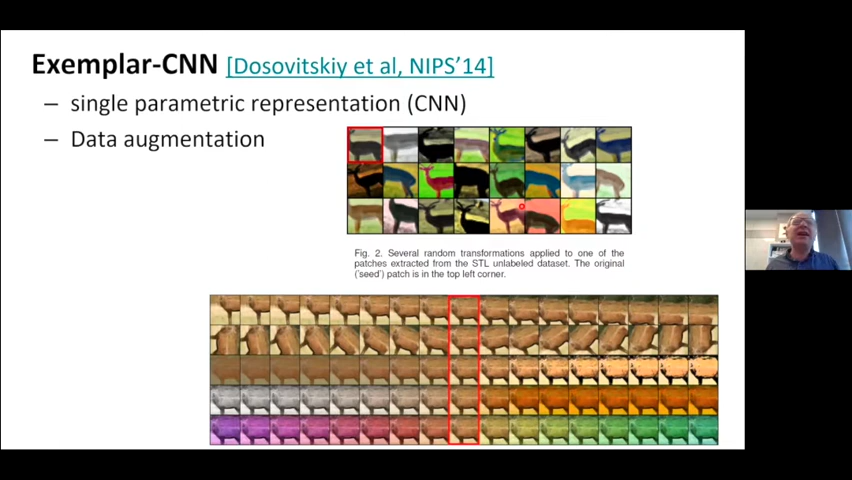 Exemplar-CNN [Dosovitskiy et al, NIPS’14]
– single parametric representation (CNN)
– Data augmentation
Fig. 2. Several random transformations applied to one of the
patches extracted from the STL unlabeled dataset. The original
(’seed’) patch is in the top left corner.